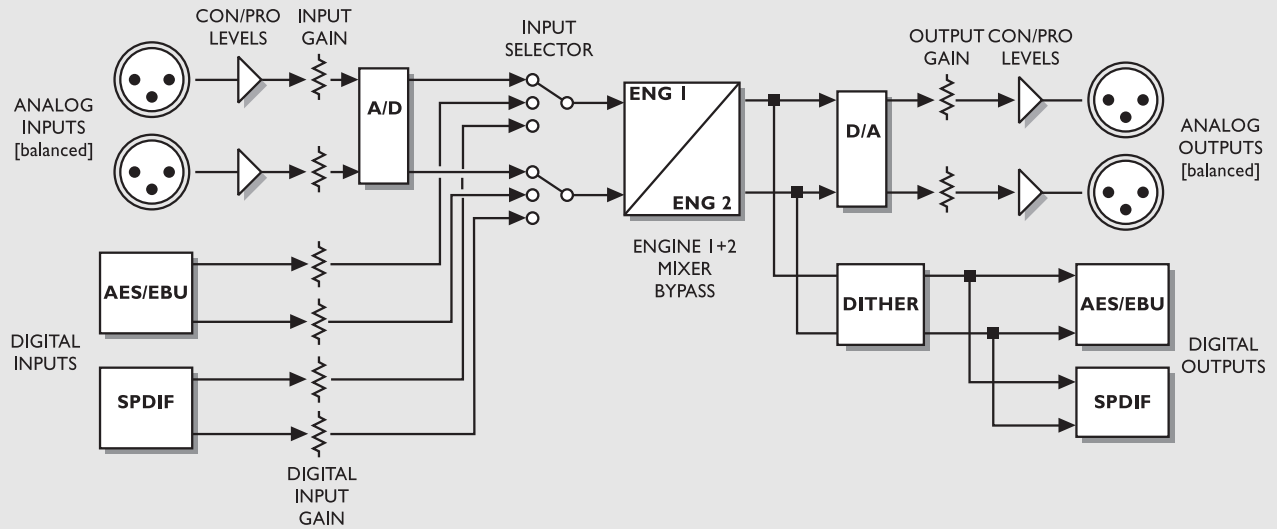 CON/PRO
LEVELS
INPUT
GAIN
INPUT
SELECTOR
OUTPUT
GAIN
CON/PRO
LEVELS
ANALOG
INPUTS
[balanced]
A/D
ENG 1
ENG 2
D/A
ANALOG
OUTPUTS
[balanced]
ENGINE 1+2
MIXER
BYPASS
AES/EBU
DITHER
AES/EBU
DIGITAL
INPUTS
DIGITAL
OUTPUTS
SPDIF
SPDIF
DIGITAL
INPUT
GAIN